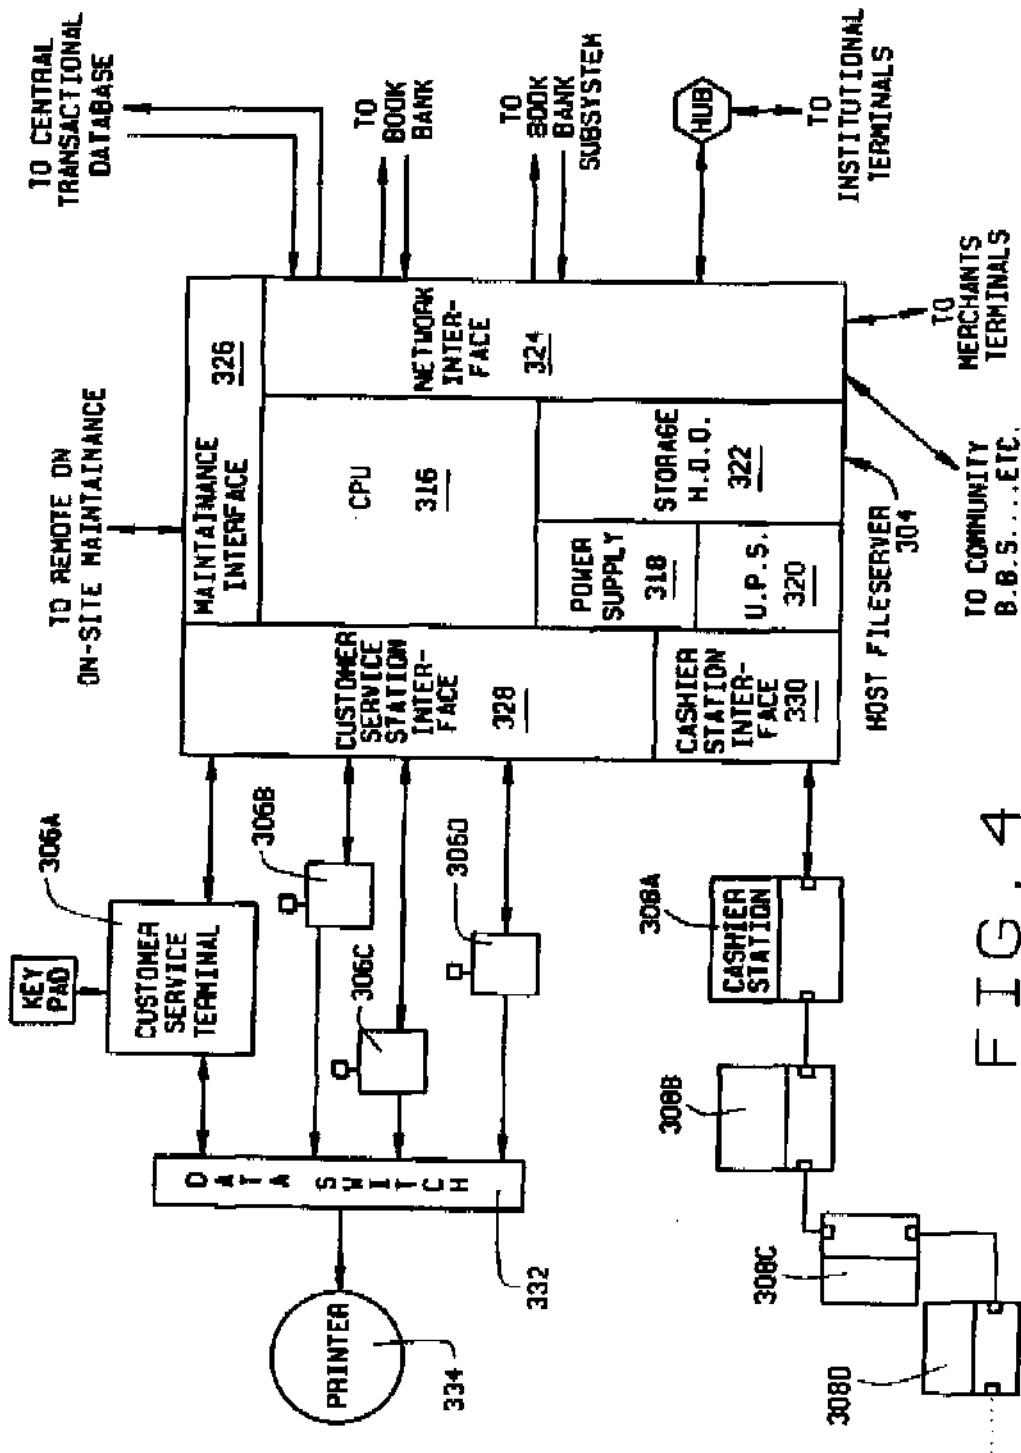 TO CENTRAL
TRANSACTIONAL
DATABASE
TO
BOOK
BANK
TO
BOOK
BANK
SUBSYSTEM
HUB
TO
INSTITUTIONAL
TERMINALS
TO REMOTE ON
ON-SITE MAINTAINANCE
MAINTAINANCE
INTERFACE
326
NETWORK
INTER-
FACE
324
TO
MERCHANTS
TERMINALS
CPU
316
STORAGE
H.D.D.
322
POWER
SUPPLY
318
U.P.S.
320
HOST FILESERVER
304
TO COMMUNITY
B.B.S....ETC.
CUSTOMER
SERVICE
STATION
INTER-
FACE
328
CASHIER
STATION
INTER-
FACE
330
KEY
PAD
306A
CUSTOMER
SERVICE
TERMINAL
306B
306C
306D
DATA SWITCH
332
PRINTER
334
308A
CASHIER
STATION
308B
308C
308D
FIG. 4